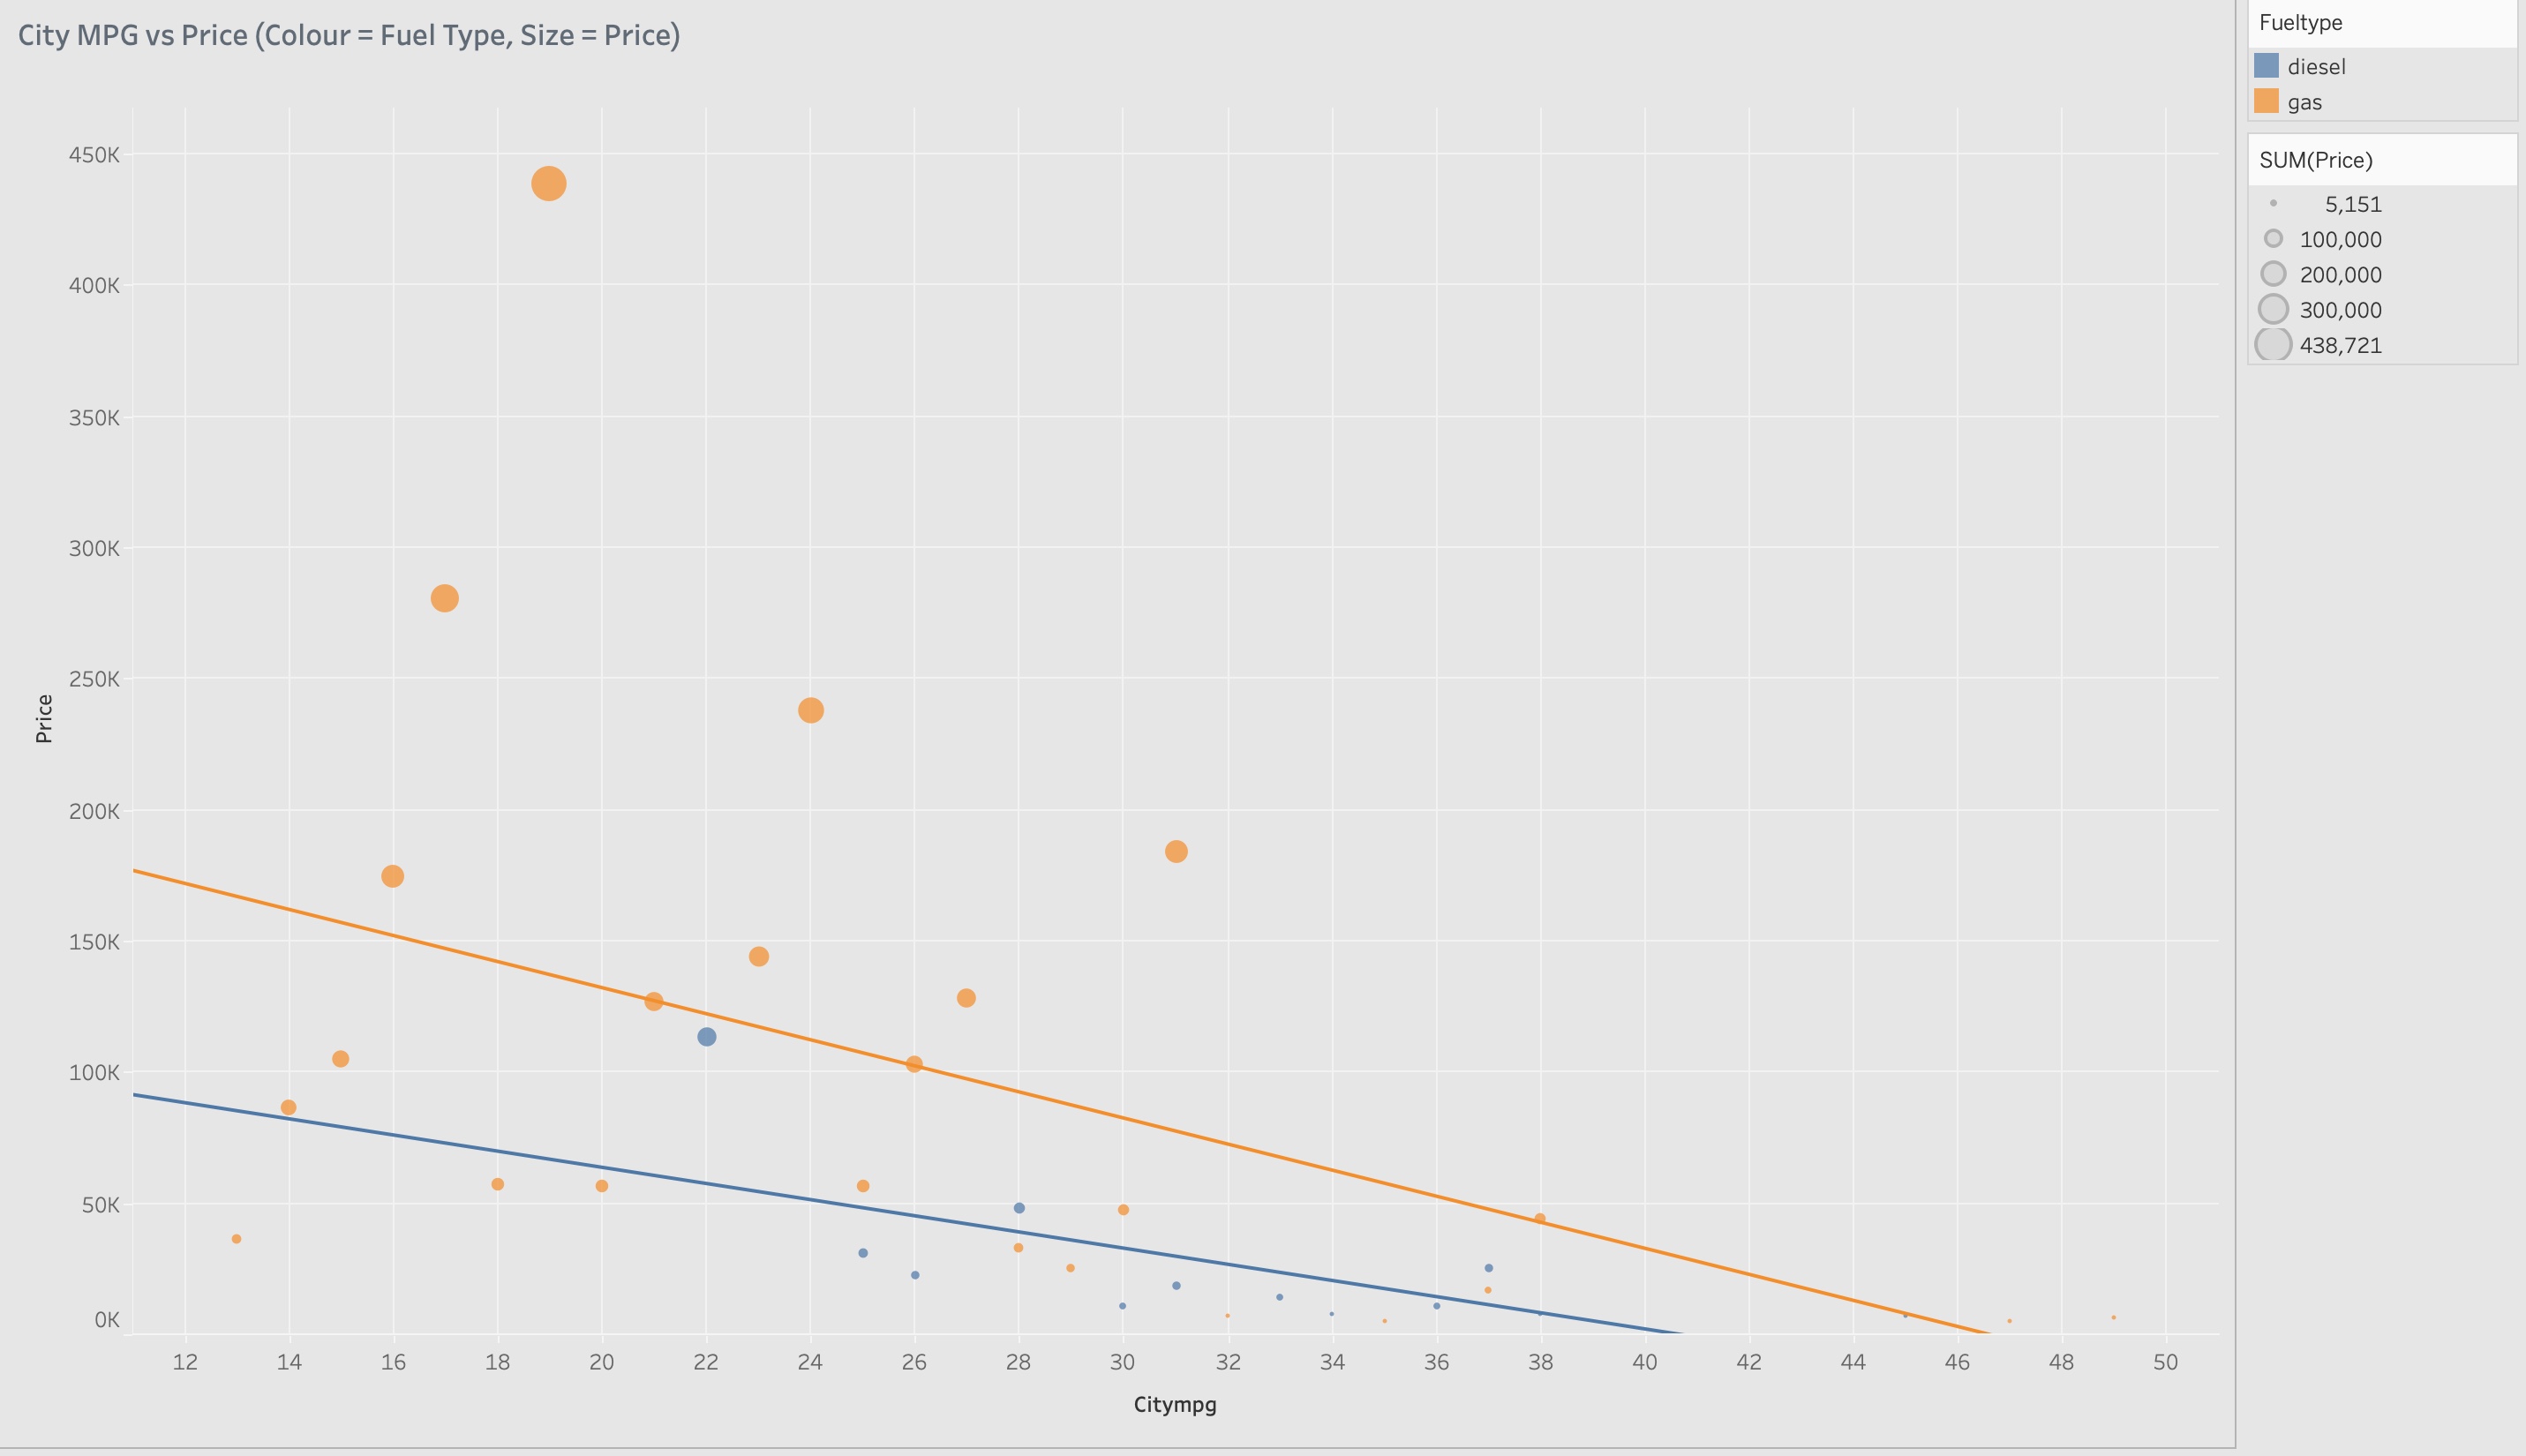 City MPG vs Price (Colour = Fuel Type, Size = Price)
Fueltype
diesel
gas
SUM(Price)
5,151
100,000
200,000
300,000
438,721
450K
400K
350K
300K
250K
200K
150K
100K
50K
0K
Price
12 14 16 18 20 22 24 26 28 30 32 34 36 38 40 42 44 46 48 50
Citympg